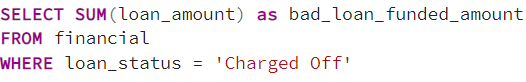 SELECT SUM(loan_amount) as bad_loan_funded_amount
FROM financial
WHERE loan_status = 'Charged Off'